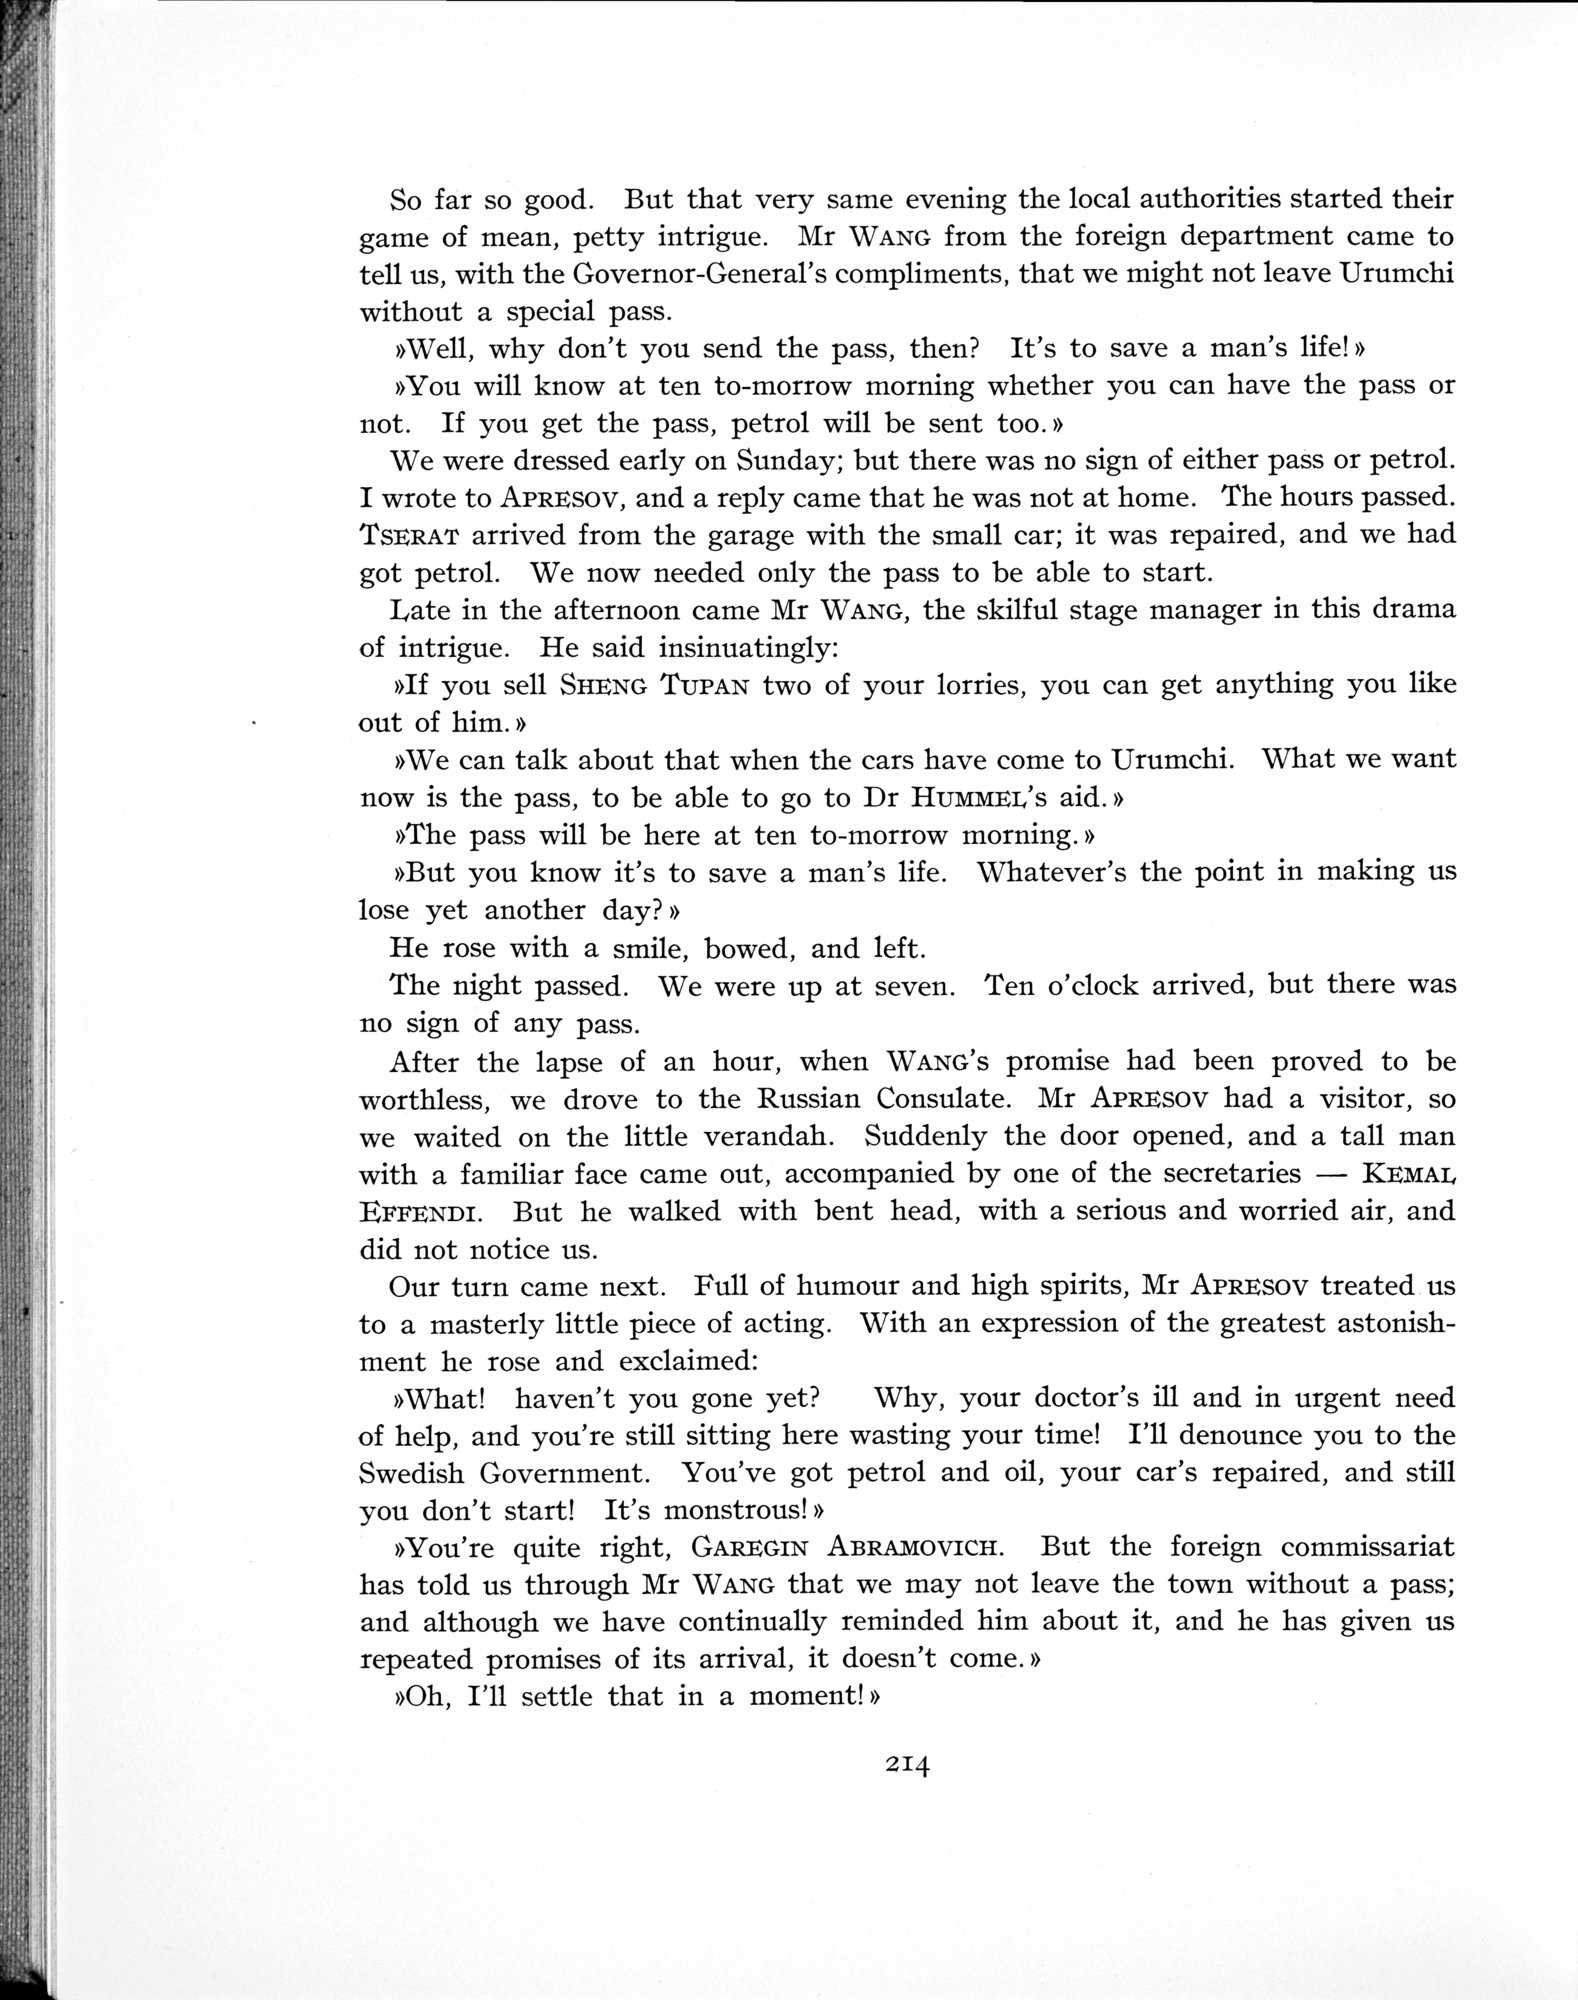 So far so good. But that very same evening the local authorities started their
game of mean, petty intrigue. Mr WANG from the foreign department came to
tell us, with the Governor-General's compliments, that we might not leave Urumchi
without a special pass.
»Well, why don't you send the pass, then? It's to save a man's life!»
»You will know at ten to-morrow morning whether you can have the pass or
not. If you get the pass, petrol will be sent too.»
We were dressed early on Sunday; but there was no sign of either pass or petrol.
I wrote to APRESOV, and a reply came that he was not at home. The hours passed.
TSERAT arrived from the garage with the small car; it was repaired, and we had
got petrol. We now needed only the pass to be able to start.
Late in the afternoon came Mr WANG, the skilful stage manager in this drama
of intrigue. He said insinuatingly:
»If you sell SHENG TUPAN two of your lorries, you can get anything you like
out of him.»
»We can talk about that when the cars have come to Urumchi. What we want
now is the pass, to be able to go to Dr HUMMEL's aid.»
»The pass will be here at ten to-morrow morning.»
»But you know it's to save a man's life. Whatever's the point in making us
lose yet another day?»
He rose with a smile, bowed, and left.
The night passed. We were up at seven. Ten o'clock arrived, but there was
no sign of any pass.
After the lapse of an hour, when WANG's promise had been proved to be
worthless, we drove to the Russian Consulate. Mr APRESOV had a visitor, so
we waited on the little verandah. Suddenly the door opened, and a tall man
with a familiar face came out, accompanied by one of the secretaries — KEMAL
EFFENDI. But he walked with bent head, with a serious and worried air, and
did not notice us.
Our turn came next. Full of humour and high spirits, Mr APRESOV treated us
to a masterly little piece of acting. With an expression of the greatest astonish-
ment he rose and exclaimed:
»What! haven't you gone yet? Why, your doctor's ill and in urgent need
of help, and you're still sitting here wasting your time! I'll denounce you to the
Swedish Government. You've got petrol and oil, your car's repaired, and still
you don't start! It's monstrous!»
»You're quite right, GAREGIN ABRAMOVICH. But the foreign commissariat
has told us through Mr WANG that we may not leave the town without a pass;
and although we have continually reminded him about it, and he has given us
repeated promises of its arrival, it doesn't come.»
»Oh, I'll settle that in a moment!»
214